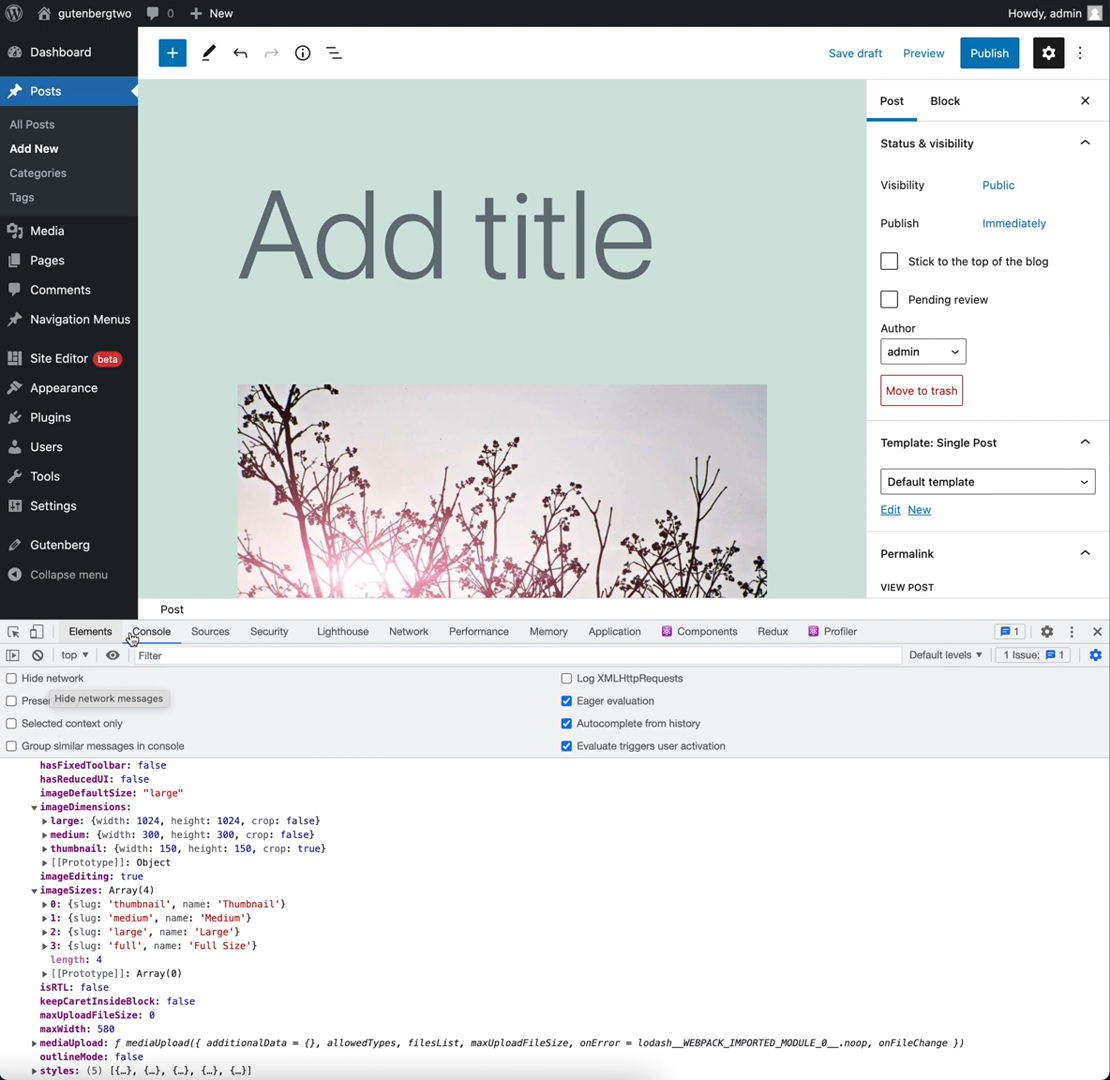 gutenbergtwo 0 New Howdy, admin
Dashboard
Posts
All Posts
Add New
Categories
Tags
Media
Pages
Comments
Navigation Menus
Site Editor beta
Appearance
Plugins
Users
Tools
Settings
Gutenberg
Collapse menu
Save draft Preview Publish
Add title
Post Block
Status & visibility
Visibility Public
Publish Immediately
Stick to the top of the blog
Pending review
Author
admin
Move to trash
Template: Single Post
Default template
Edit New
Permalink
VIEW POST
Post
Elements Console Sources Security Lighthouse Network Performance Memory Application Components Redux Profiler 1
top Filter Default levels 1 Issue: 1
Hide network Log XMLHttpRequests
Hide network messages Eager evaluation
Selected context only Autocomplete from history
Group similar messages in console Evaluate triggers user activation
hasFixedToolbar: false
hasReducedUI: false
imageDefaultSize: "large"
imageDimensions:
large: {width: 1024, height: 1024, crop: false}
medium: {width: 300, height: 300, crop: false}
thumbnail: {width: 150, height: 150, crop: true}
[[Prototype]]: Object
imageEditing: true
imageSizes: Array(4)
0: {slug: 'thumbnail', name: 'Thumbnail'}
1: {slug: 'medium', name: 'Medium'}
2: {slug: 'large', name: 'Large'}
3: {slug: 'full', name: 'Full Size'}
length: 4
[[Prototype]]: Array(0)
isRTL: false
keepCaretInsideBlock: false
maxUploadFileSize: 0
maxWidth: 580
mediaUpload: ƒ mediaUpload({ additionalData = {}, allowedTypes, filesList, maxUploadFileSize, onError = lodash__WEBPACK_IMPORTED_MODULE_0__.noop, onFileChange })
outlineMode: false
styles: (5) [{…}, {…}, {…}, {…}, {…}]